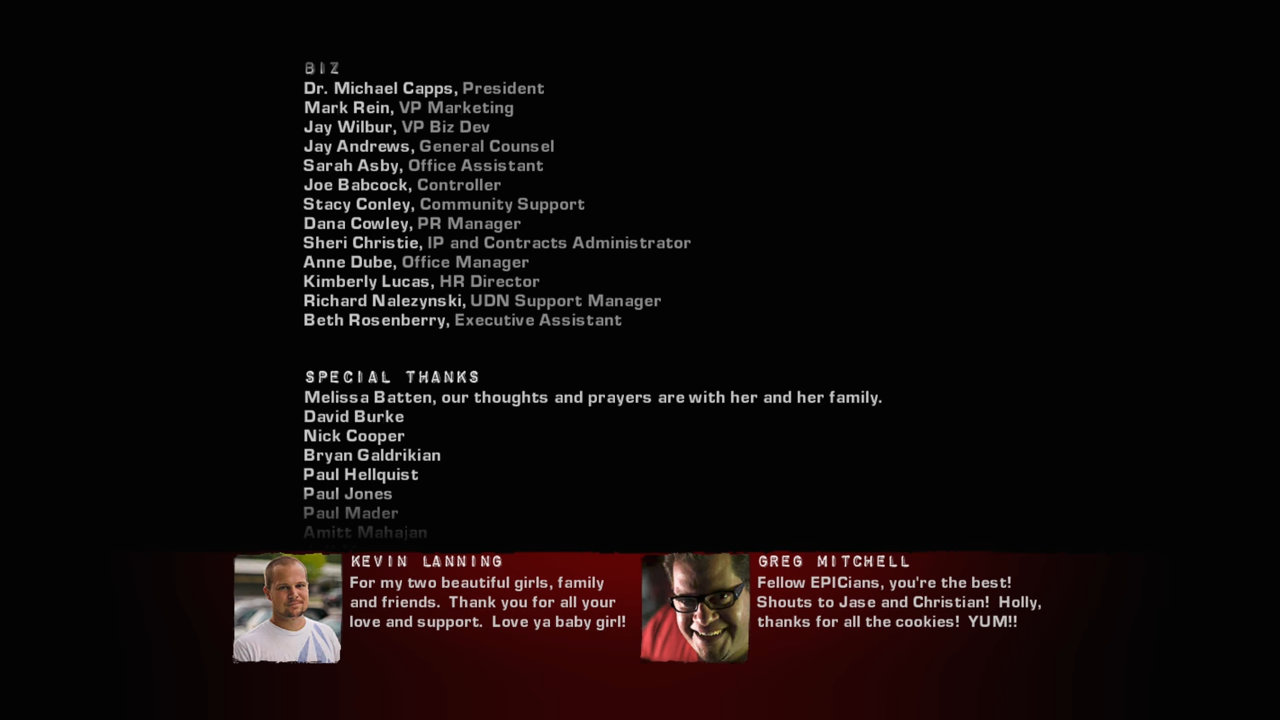 BIZ
Dr. Michael Capps, President
Mark Rein, VP Marketing
Jay Wilbur, VP Biz Dev
Jay Andrews, General Counsel
Sarah Asby, Office Assistant
Joe Babcock, Controller
Stacy Conley, Community Support
Dana Cowley, PR Manager
Sheri Christie, IP and Contracts Administrator
Anne Dube, Office Manager
Kimberly Lucas, HR Director
Richard Nalezynski, UDN Support Manager
Beth Rosenberry, Executive Assistant
SPECIAL THANKS
Melissa Batten, our thoughts and prayers are with her and her family.
David Burke
Nick Cooper
Bryan Galdrikian
Paul Hellquist
Paul Jones
Paul Mader
Amitt Mahajan
KEVIN LANNING
For my two beautiful girls, family
and friends. Thank you for all your
love and support. Love ya baby girl!
GREG MITCHELL
Fellow EPICians, you're the best!
Shouts to Jase and Christian! Holly,
thanks for all the cookies! YUM!!